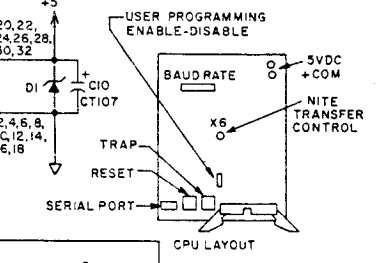 +5
20,22,
24,26,28,
30,32
D1
+
C10
CT107
2,4,6,8,
12,14,
6,18
USER PROGRAMMING
ENABLE-DISABLE
BAUD RATE
5VDC
+COM
X6
NITE
TRANSFER
CONTROL
TRAP
RESET
SERIAL PORT
CPU LAYOUT